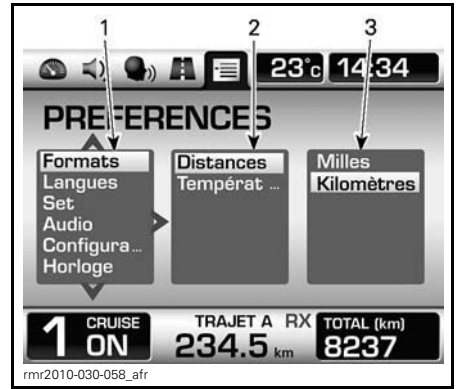 1 2 3
23°c 14:34
PREFERENCES
Formats
Langues
Set
Audio
Configura...
Horloge
Distances
Températ ...
Milles
Kilomètres
1 CRUISE ON
TRAJET A RX
234.5 km
TOTAL (km)
8237
rmr2010-030-058_afr